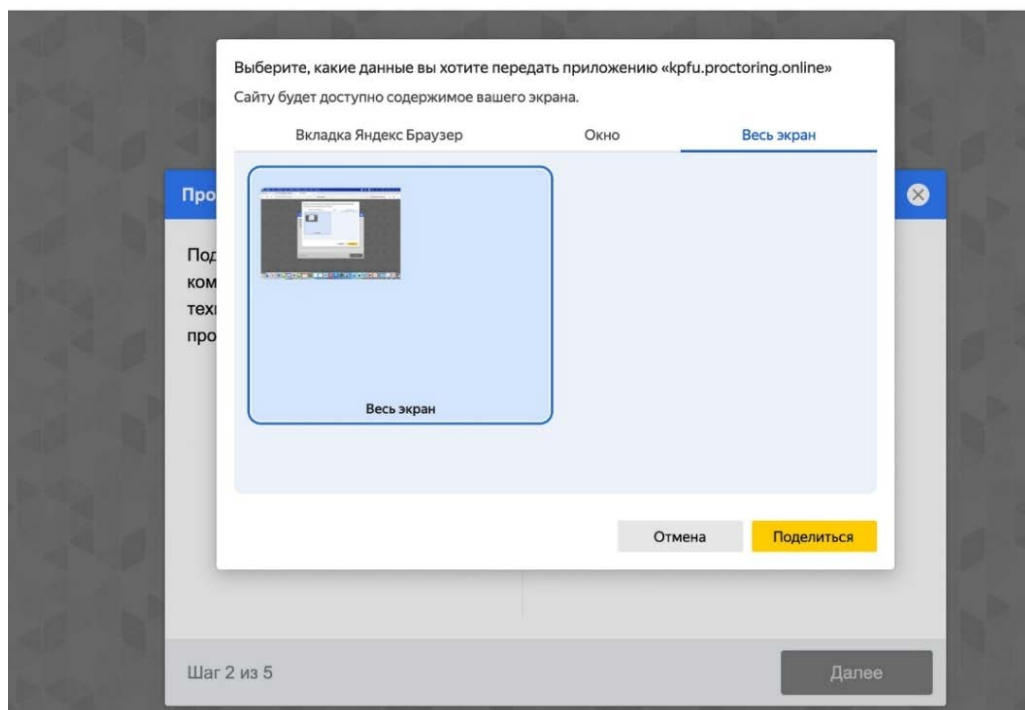 Выберите, какие данные вы хотите передать приложению «kpfu.proctoring.online»
Сайту будет доступно содержимое вашего экрана.
Вкладка Яндекс Браузер Окно Весь экран
Про
Под
ком
техн
про
Весь экран
Отмена Поделиться
Шаг 2 из 5 Далее